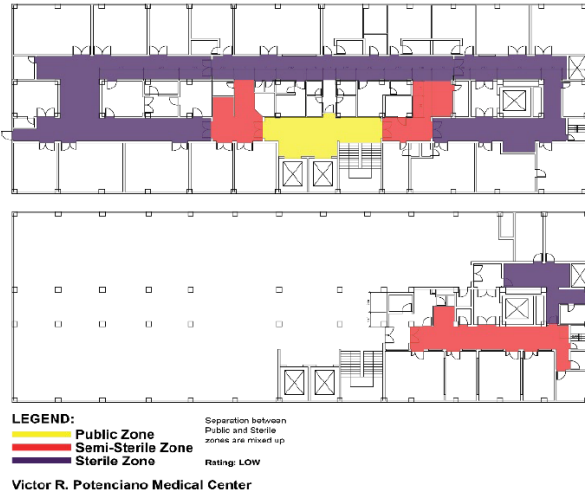 LEGEND:
Public Zone
Semi-Sterile Zone
Sterile Zone
Separation between
Public and Sterile
zones are mixed up
Rating: LOW
Victor R. Potenciano Medical Center